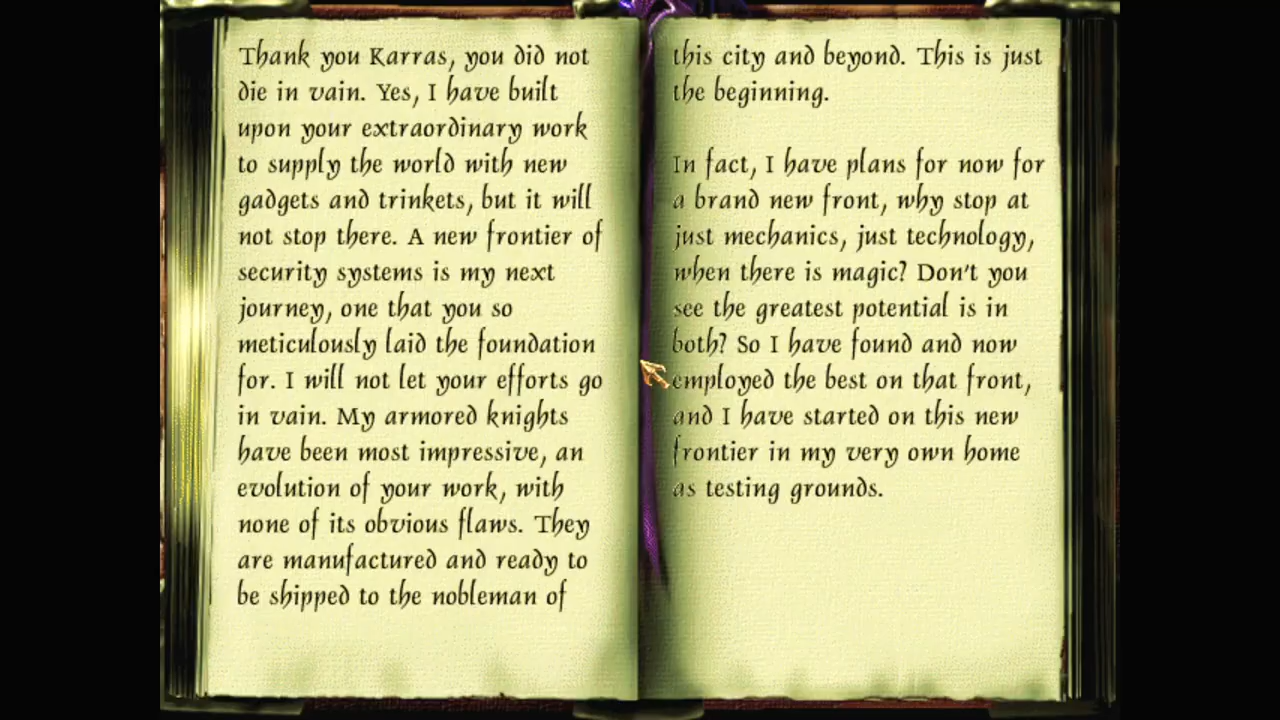 Thank you Karras, you did not
die in vain. Yes, I have built
upon your extraordinary work
to supply the world with new
gadgets and trinkets, but it will
not stop there. A new frontier of
security systems is my next
journey, one that you so
meticulously laid the foundation
for. I will not let your efforts go
in vain. My armored knights
have been most impressive, an
evolution of your work, with
none of its obvious flaws. They
are manufactured and ready to
be shipped to the nobleman of
this city and beyond. This is just
the beginning.
In fact, I have plans for now for
a brand new front, why stop at
just mechanics, just technology,
when there is magic? Don't you
see the greatest potential is in
both? So I have found and now
employed the best on that front,
and I have started on this new
frontier in my very own home
as testing grounds.